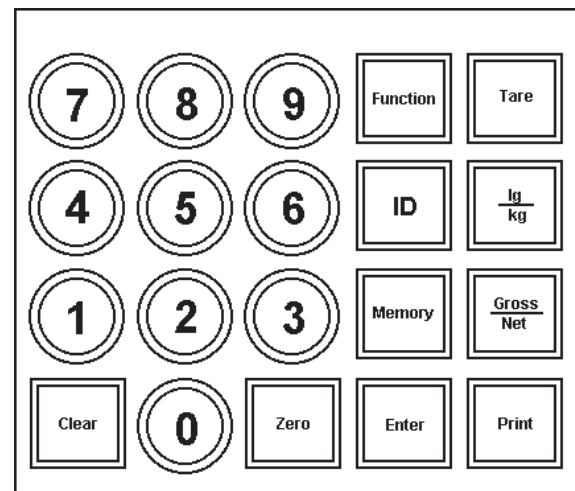 7 8 9 Function Tare
4 5 6 ID lg
kg
1 2 3 Memory Gross
Net
Clear 0 Zero Enter Print